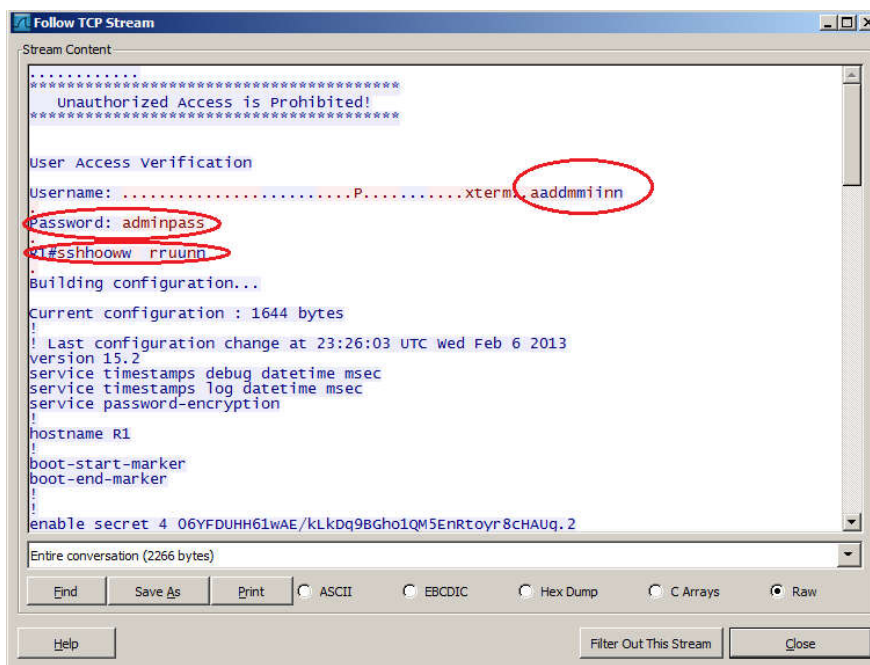 Follow TCP Stream
Stream Content
............
****************************************
Unauthorized Access is Prohibited!
****************************************
User Access Verification
Username: .........................P...........xterm..aaddmmiinn
.
Password: adminpass
.
R1#sshhooww  rruunn
.
Building configuration...
Current configuration : 1644 bytes
!
! Last configuration change at 23:26:03 UTC Wed Feb 6 2013
version 15.2
service timestamps debug datetime msec
service timestamps log datetime msec
service password-encryption
!
hostname R1
!
boot-start-marker
boot-end-marker
!
!
enable secret 4 06YFDUHH61wAE/kLkDq9BGho1QM5EnRtoyr8cHAUg.2
Entire conversation (2266 bytes)
Find Save As Print ASCII EBCDIC Hex Dump C Arrays Raw
Help Filter Out This Stream Close